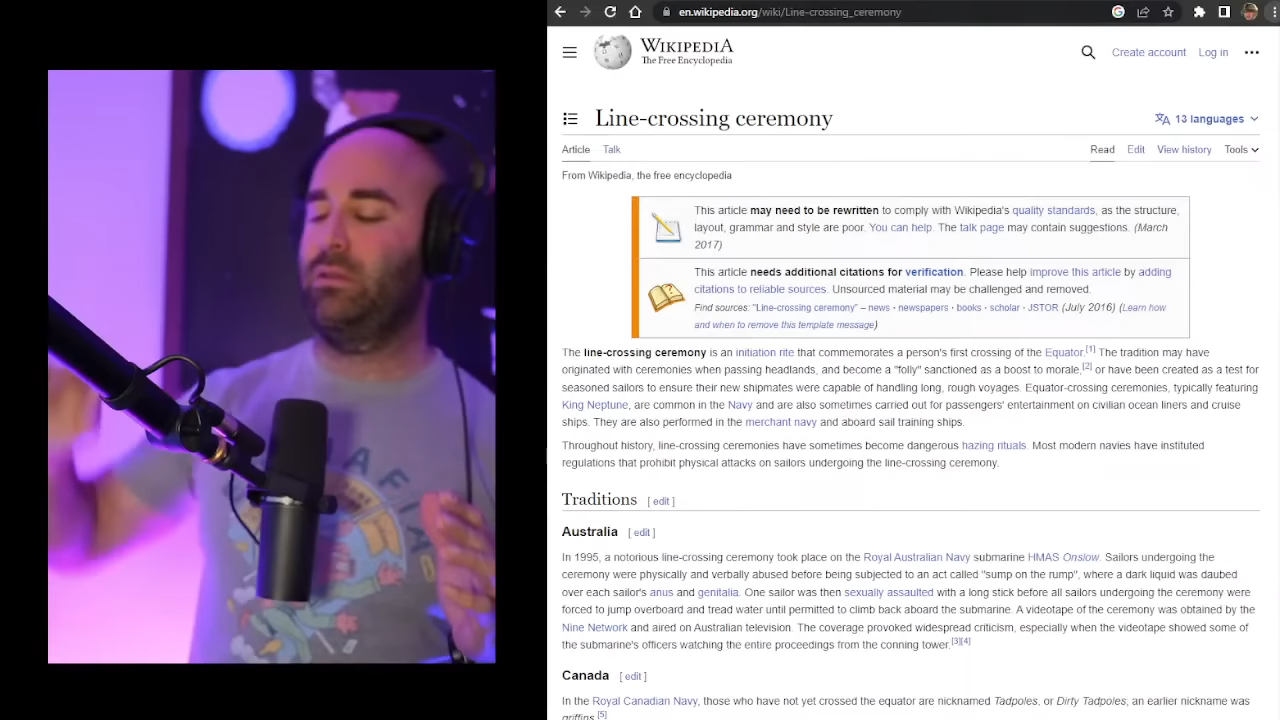 en.wikipedia.org/wiki/Line-crossing_ceremony
WIKIPEDIA
The Free Encyclopedia
Create account
Log in
Line-crossing ceremony
13 languages
Article
Talk
Read
Edit
View history
Tools
From Wikipedia, the free encyclopedia
This article may need to be rewritten to comply with Wikipedia's quality standards, as the structure,
layout, grammar and style are poor. You can help. The talk page may contain suggestions. (March
2017)
This article needs additional citations for verification. Please help improve this article by adding
citations to reliable sources. Unsourced material may be challenged and removed.
Find sources: "Line-crossing ceremony" – news · newspapers · books · scholar · JSTOR (July 2016) (Learn how
and when to remove this template message)
The line-crossing ceremony is an initiation rite that commemorates a person's first crossing of the Equator.[1] The tradition may have
originated with ceremonies when passing headlands, and become a "folly" sanctioned as a boost to morale,[2] or have been created as a test for
seasoned sailors to ensure their new shipmates were capable of handling long, rough voyages. Equator-crossing ceremonies, typically featuring
King Neptune, are common in the Navy and are also sometimes carried out for passengers' entertainment on civilian ocean liners and cruise
ships. They are also performed in the merchant navy and aboard sail training ships.
Throughout history, line-crossing ceremonies have sometimes become dangerous hazing rituals. Most modern navies have instituted
regulations that prohibit physical attacks on sailors undergoing the line-crossing ceremony.
Traditions [ edit ]
Australia [ edit ]
In 1995, a notorious line-crossing ceremony took place on the Royal Australian Navy submarine HMAS Onslow. Sailors undergoing the
ceremony were physically and verbally abused before being subjected to an act called "sump on the rump", where a dark liquid was daubed
over each sailor's anus and genitalia. One sailor was then sexually assaulted with a long stick before all sailors undergoing the ceremony were
forced to jump overboard and tread water until permitted to climb back aboard the submarine. A videotape of the ceremony was obtained by the
Nine Network and aired on Australian television. The coverage provoked widespread criticism, especially when the videotape showed some of
the submarine's officers watching the entire proceedings from the conning tower.[3][4]
Canada [ edit ]
In the Royal Canadian Navy, those who have not yet crossed the equator are nicknamed Tadpoles, or Dirty Tadpoles; an earlier nickname was
griffins.[5]